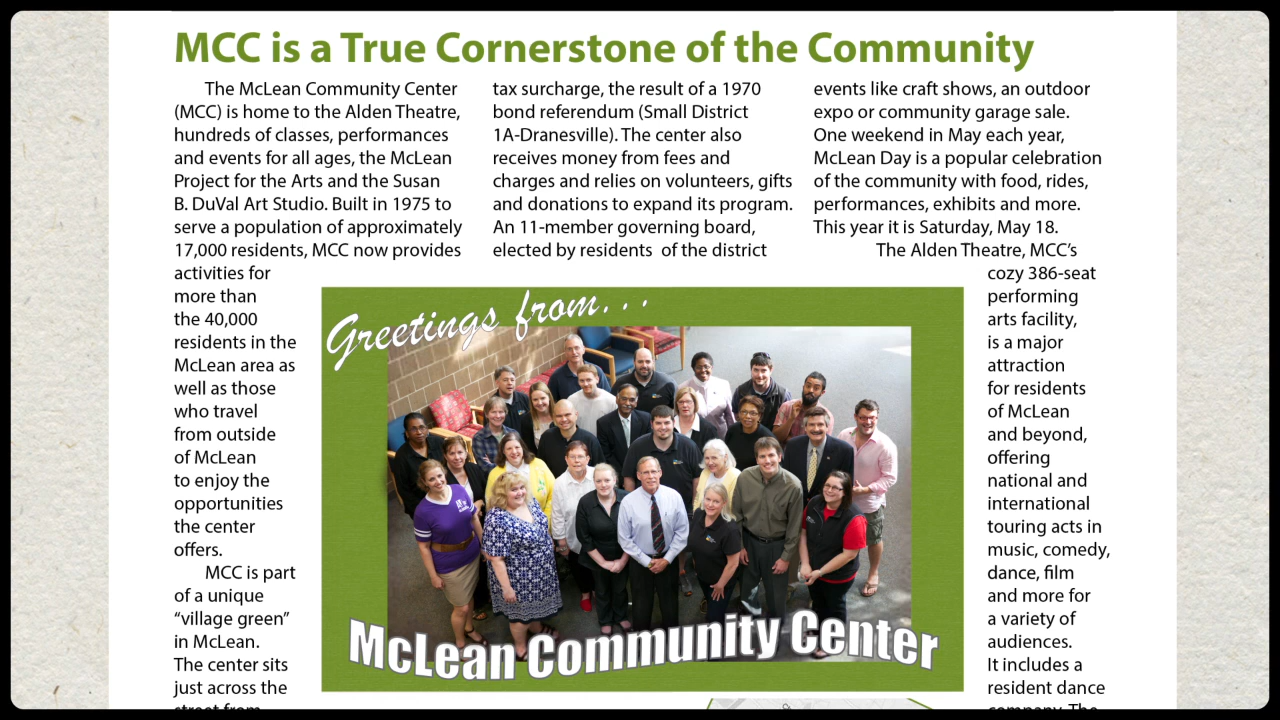 MCC is a True Cornerstone of the Community
The McLean Community Center
(MCC) is home to the Alden Theatre,
hundreds of classes, performances
and events for all ages, the McLean
Project for the Arts and the Susan
B. DuVal Art Studio. Built in 1975 to
serve a population of approximately
17,000 residents, MCC now provides
activities for
more than
the 40,000
residents in the
McLean area as
well as those
who travel
from outside
of McLean
to enjoy the
opportunities
the center
offers.
MCC is part
of a unique
“village green”
in McLean.
The center sits
just across the
street from
tax surcharge, the result of a 1970
bond referendum (Small District
1A-Dranesville). The center also
receives money from fees and
charges and relies on volunteers, gifts
and donations to expand its program.
An 11-member governing board,
elected by residents  of the district
Greetings from...
McLean Community Center
events like craft shows, an outdoor
expo or community garage sale.
One weekend in May each year,
McLean Day is a popular celebration
of the community with food, rides,
performances, exhibits and more.
This year it is Saturday, May 18.
The Alden Theatre, MCC’s
cozy 386-seat
performing
arts facility,
is a major
attraction
for residents
of McLean
and beyond,
offering
national and
international
touring acts in
music, comedy,
dance, film
and more for
a variety of
audiences.
It includes a
resident dance
company. The